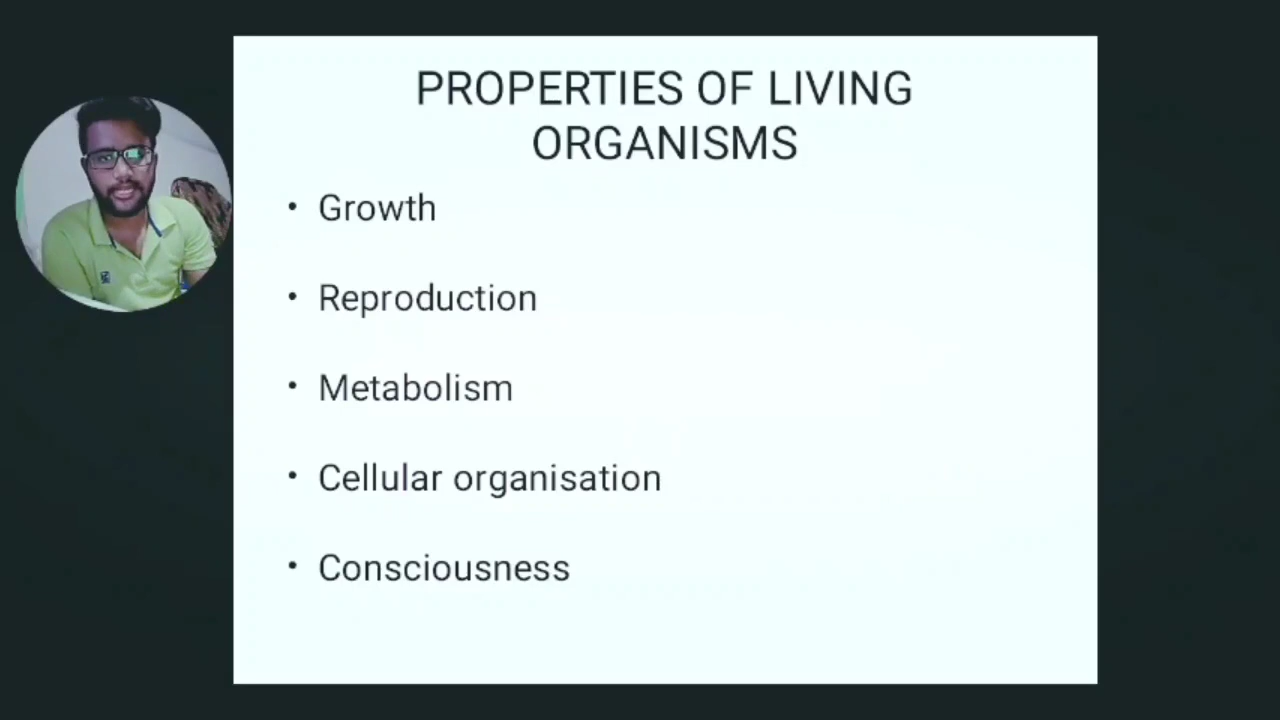 PROPERTIES OF LIVING
ORGANISMS
• Growth
• Reproduction
• Metabolism
• Cellular organisation
• Consciousness